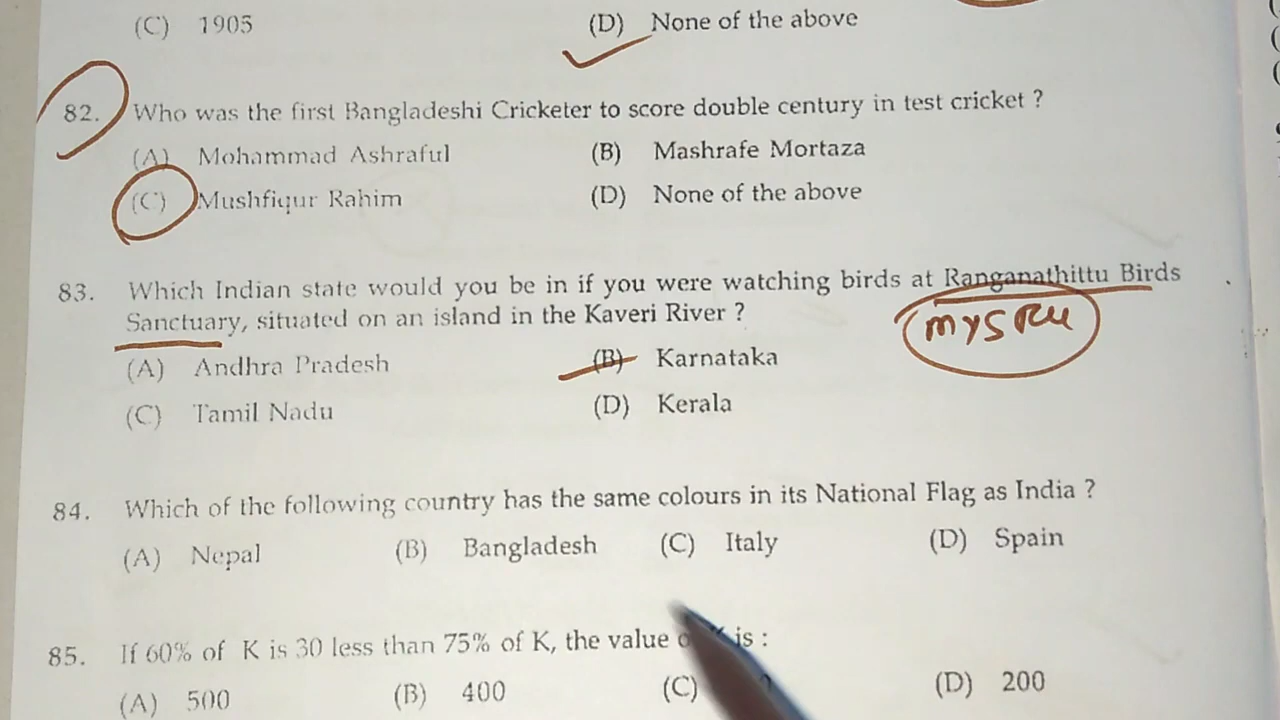 (C) 1905 (D) None of the above
82. Who was the first Bangladeshi Cricketer to score double century in test cricket ?
(A) Mohammad Ashraful (B) Mashrafe Mortaza
(C) Mushfiqur Rahim (D) None of the above
83. Which Indian state would you be in if you were watching birds at Ranganathittu Birds
Sanctuary, situated on an island in the Kaveri River ?
(A) Andhra Pradesh (B) Karnataka
(C) Tamil Nadu (D) Kerala
84. Which of the following country has the same colours in its National Flag as India ?
(A) Nepal (B) Bangladesh (C) Italy (D) Spain
85. If 60% of K is 30 less than 75% of K, the value is :
(A) 500 (B) 400 (C) (D) 200